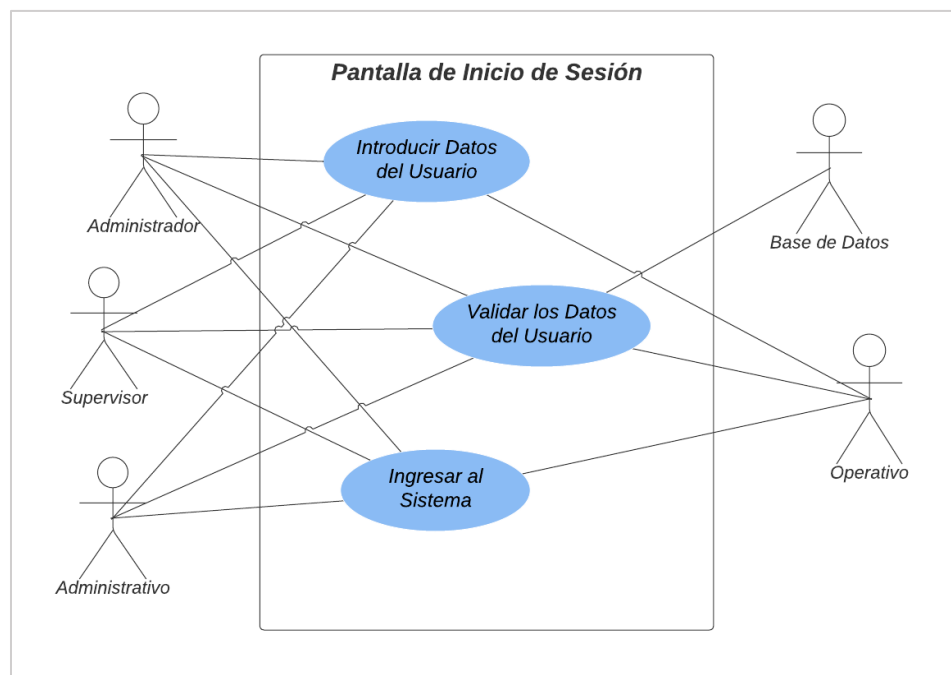 Pantalla de Inicio de Sesión
Introducir Datos
del Usuario
Administrador
Base de Datos
Validar los Datos
del Usuario
Supervisor
Operativo
Ingresar al
Sistema
Administrativo